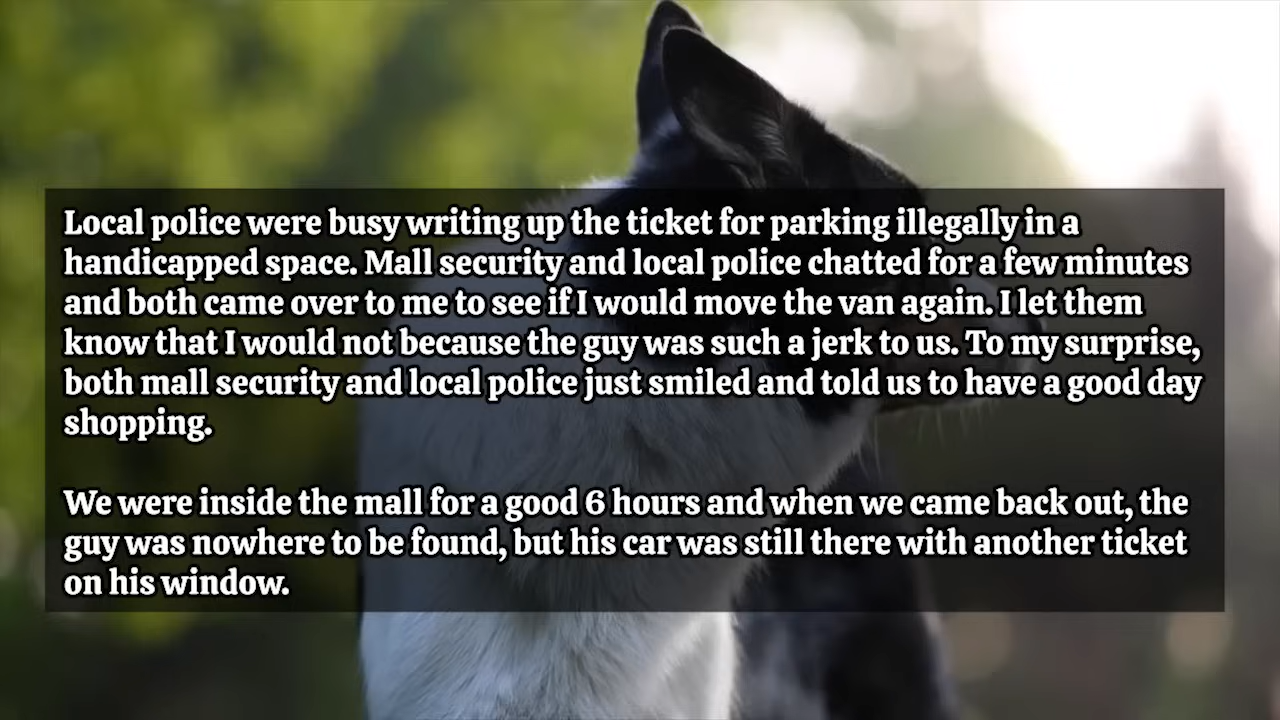 Local police were busy writing up the ticket for parking illegally in a
handicapped space. Mall security and local police chatted for a few minutes
and both came over to me to see if I would move the van again. I let them
know that I would not because the guy was such a jerk to us. To my surprise,
both mall security and local police just smiled and told us to have a good day
shopping.
We were inside the mall for a good 6 hours and when we came back out, the
guy was nowhere to be found, but his car was still there with another ticket
on his window.